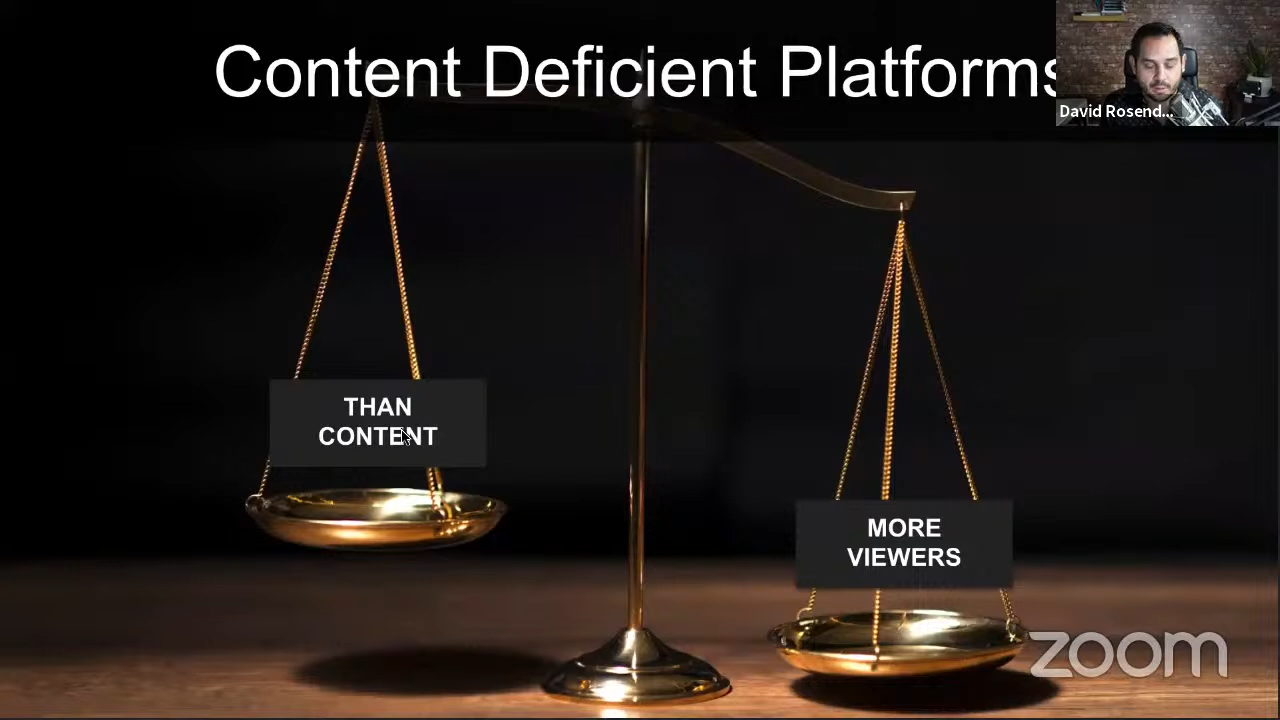 Content Deficient Platforms
David Rosend...
THAN
CONTENT
MORE
VIEWERS
zoom